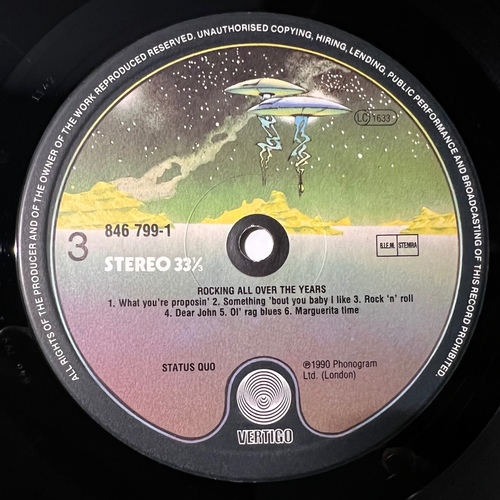 ALL RIGHTS OF THE PRODUCER AND OF THE OWNER OF THE WORK REPRODUCED RESERVED. UNAUTHORISED COPYING, HIRING, LENDING, PUBLIC PERFORMANCE AND BROADCASTING OF THIS RECORD PROHIBITED.
LC 1633
3
846 799-1
STEREO 33⅓
B.I.E.M. STEMRA
ROCKING ALL OVER THE YEARS
1. What you're proposin' 2. Something 'bout you baby I like 3. Rock 'n' roll
4. Dear John 5. Ol' rag blues 6. Marguerita time
STATUS QUO
℗1990 Phonogram
Ltd. (London)
VERTIGO